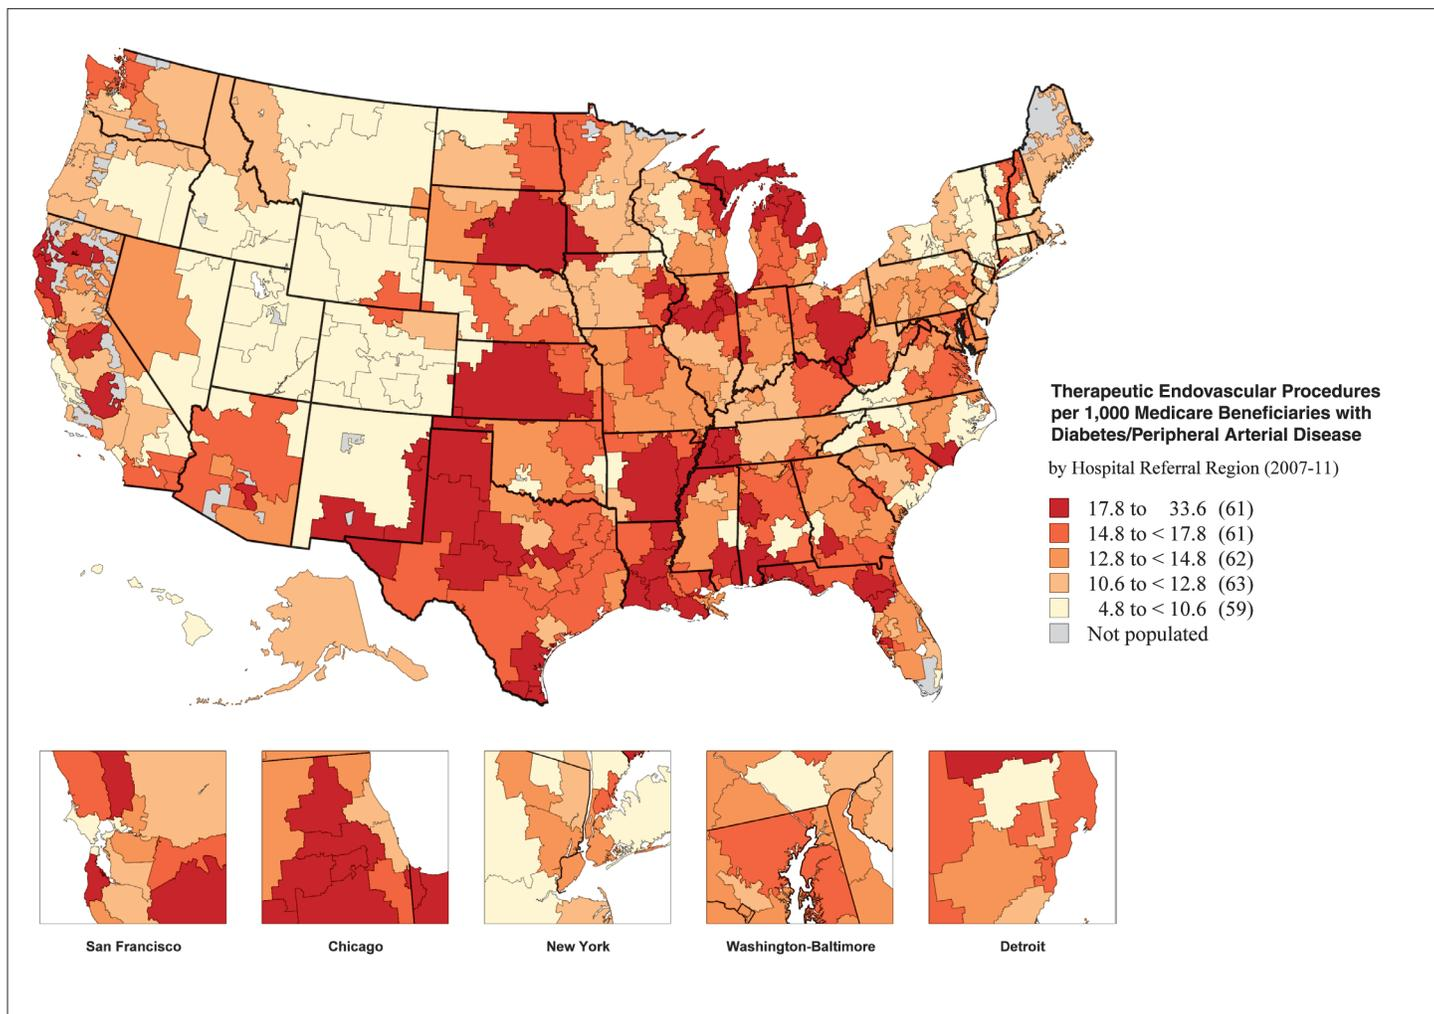 Therapeutic Endovascular Procedures
per 1,000 Medicare Beneficiaries with
Diabetes/Peripheral Arterial Disease
by Hospital Referral Region (2007-11)
17.8 to 33.6 (61)
14.8 to < 17.8 (61)
12.8 to < 14.8 (62)
10.6 to < 12.8 (63)
4.8 to < 10.6 (59)
Not populated
San Francisco
Chicago
New York
Washington-Baltimore
Detroit